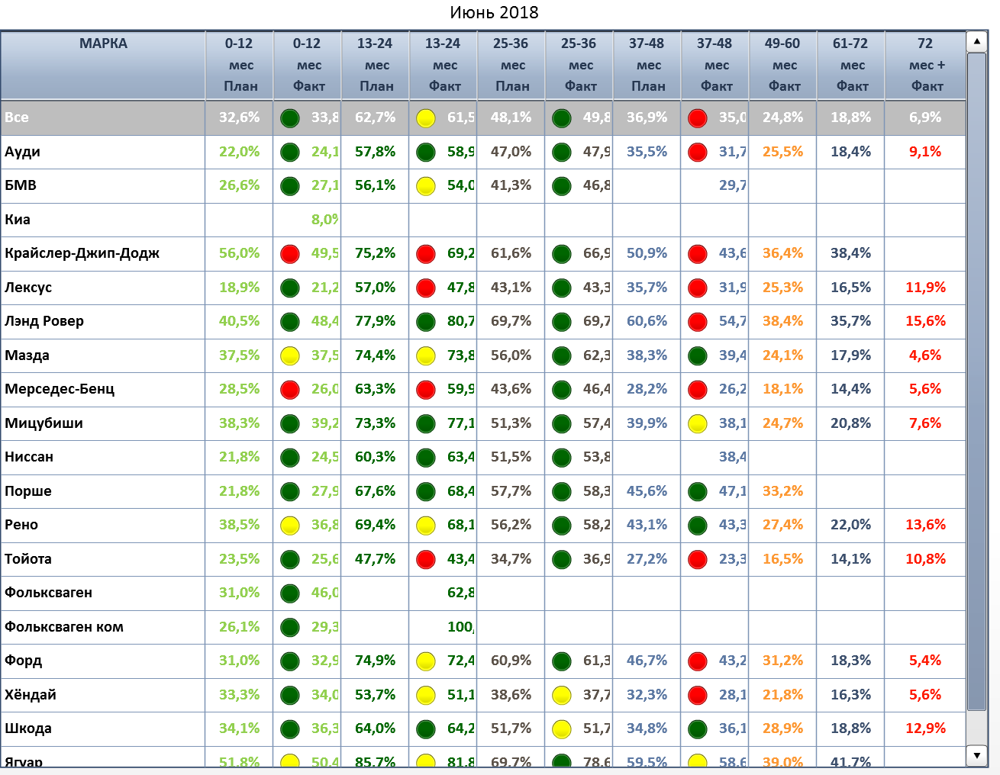 Июнь 2018
МАРКА 0-12 мес План 0-12 мес Факт 13-24 мес План 13-24 мес Факт 25-36 мес План 25-36 мес Факт 37-48 мес План 37-48 мес Факт 49-60 мес Факт 61-72 мес Факт 72 мес + Факт
Все 32,6% 33,8 62,7% 61,5 48,1% 49,8 36,9% 35,0 24,8% 18,8% 6,9%
Ауди 22,0% 24,1 57,8% 58,9 47,0% 47,9 35,5% 31,7 25,5% 18,4% 9,1%
БМВ 26,6% 27,1 56,1% 54,0 41,3% 46,8 29,7
Киа 8,0%
Крайслер-Джип-Додж 56,0% 49,5 75,2% 69,2 61,6% 66,9 50,9% 43,6 36,4% 38,4%
Лексус 18,9% 21,2 57,0% 47,8 43,1% 43,3 35,7% 31,9 25,3% 16,5% 11,9%
Лэнд Ровер 40,5% 48,4 77,9% 80,7 69,7% 69,7 60,6% 54,7 38,4% 35,7% 15,6%
Мазда 37,5% 37,5 74,4% 73,8 56,0% 62,3 38,3% 39,4 24,1% 17,9% 4,6%
Мерседес-Бенц 28,5% 26,0 63,3% 59,9 43,6% 46,4 28,2% 26,2 18,1% 14,4% 5,6%
Мицубиши 38,3% 39,2 73,3% 77,1 51,3% 57,4 39,9% 38,1 24,7% 20,8% 7,6%
Ниссан 21,8% 24,5 60,3% 63,4 51,5% 53,8 38,4
Порше 21,8% 27,9 67,6% 68,4 57,7% 58,3 45,6% 47,1 33,2%
Рено 38,5% 36,8 69,4% 68,1 56,2% 58,2 43,1% 43,3 27,4% 22,0% 13,6%
Тойота 23,5% 25,6 47,7% 43,4 34,7% 36,9 27,2% 23,3 16,5% 14,1% 10,8%
Фольксваген 31,0% 46,0 62,8
Фольксваген ком 26,1% 29,3 100,
Форд 31,0% 32,9 74,9% 72,4 60,9% 61,3 46,7% 43,2 31,2% 18,3% 5,4%
Хёндай 33,3% 34,0 53,7% 51,1 38,6% 37,7 32,3% 28,1 21,8% 16,3% 5,6%
Шкода 34,1% 36,3 64,0% 64,2 51,7% 51,7 34,8% 36,1 28,9% 18,8% 12,9%
Ягуар 51,8% 50,4 85,7% 81,8 69,7% 78,6 59,5% 58,6 39,0% 41,7%